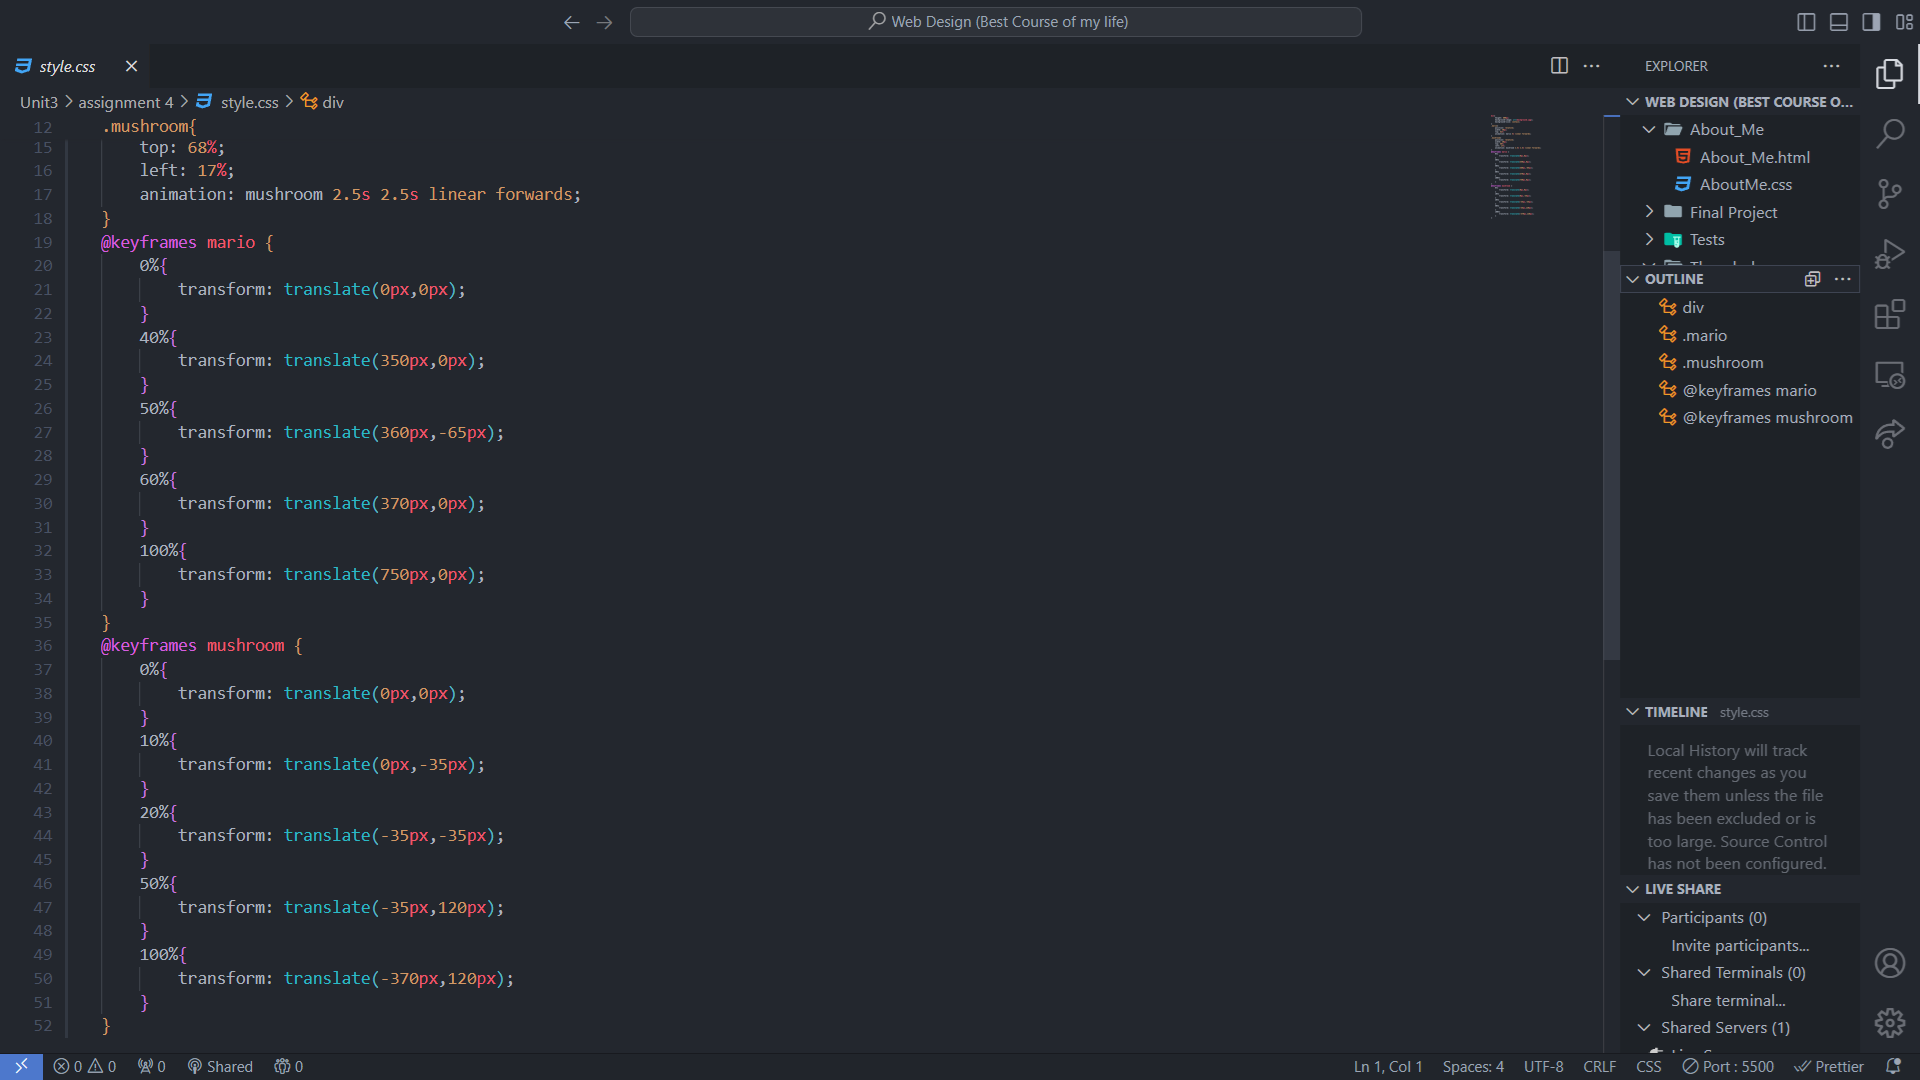 Web Design (Best Course of my life)
style.css
Unit3 > assignment 4 > style.css > div
12 .mushroom{
15 top: 68%;
16 left: 17%;
17 animation: mushroom 2.5s 2.5s linear forwards;
18 }
19 @keyframes mario {
20 0%{
21 transform: translate(0px,0px);
22 }
23 40%{
24 transform: translate(350px,0px);
25 }
26 50%{
27 transform: translate(360px,-65px);
28 }
29 60%{
30 transform: translate(370px,0px);
31 }
32 100%{
33 transform: translate(750px,0px);
34 }
35 }
36 @keyframes mushroom {
37 0%{
38 transform: translate(0px,0px);
39 }
40 10%{
41 transform: translate(0px,-35px);
42 }
43 20%{
44 transform: translate(-35px,-35px);
45 }
46 50%{
47 transform: translate(-35px,120px);
48 }
49 100%{
50 transform: translate(-370px,120px);
51 }
52 }
EXPLORER
WEB DESIGN (BEST COURSE O...
About_Me
About_Me.html
AboutMe.css
Final Project
Tests
OUTLINE
div
.mario
.mushroom
@keyframes mario
@keyframes mushroom
TIMELINE style.css
Local History will track
recent changes as you
save them unless the file
has been excluded or is
too large. Source Control
has not been configured.
LIVE SHARE
Participants (0)
Invite participants...
Shared Terminals (0)
Share terminal...
Shared Servers (1)
0 0 0 Shared 0
Ln 1, Col 1 Spaces: 4 UTF-8 CRLF CSS Port : 5500 Prettier